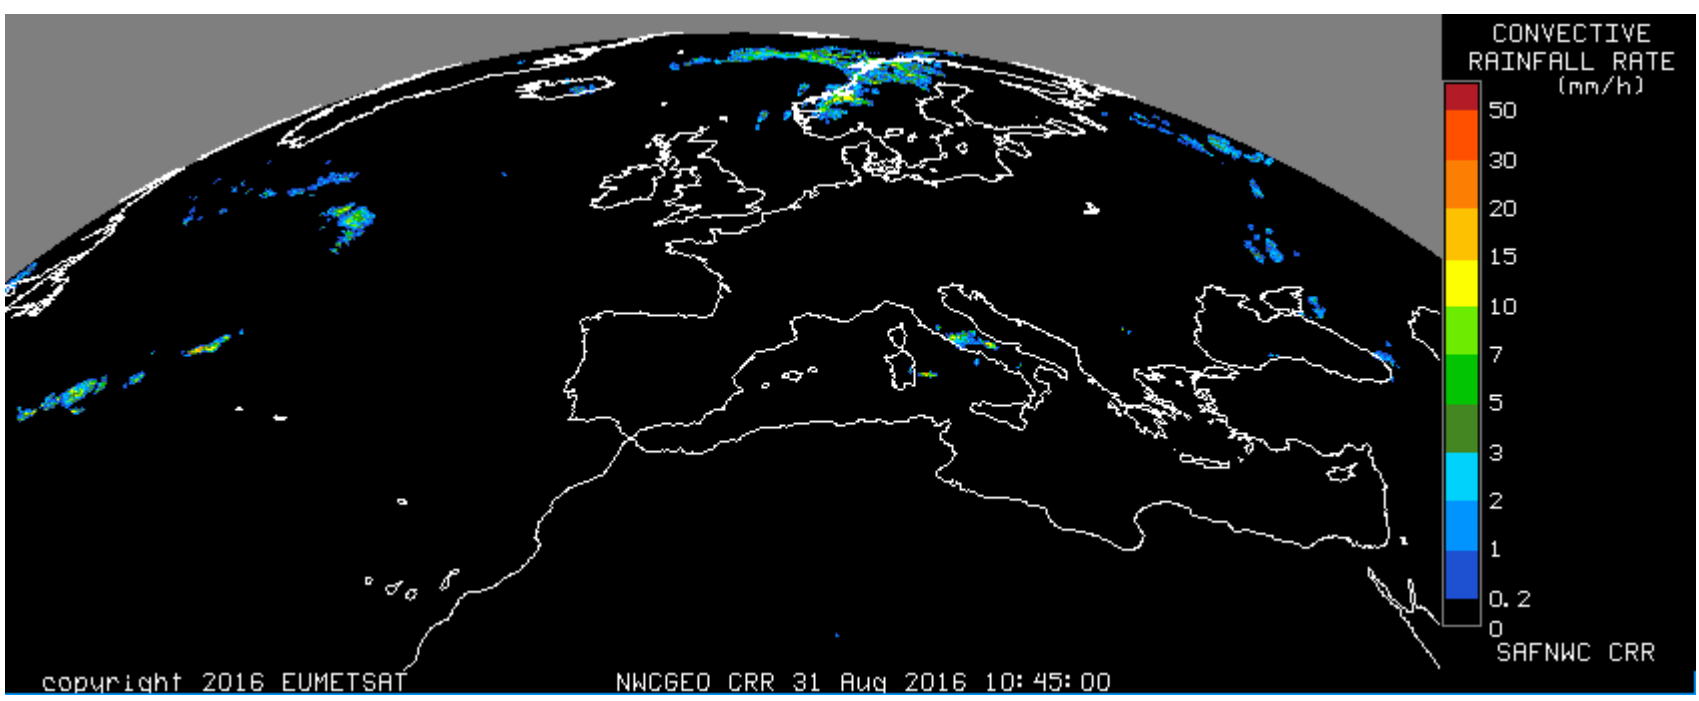 CONVECTIVE
RAINFALL RATE
(mm/h)
50
30
20
15
10
7
5
3
2
1
0.2
0
SAFNWC CRR
copyright 2016 EUMETSAT
NWCGEO CRR 31 Aug 2016 10:45:00